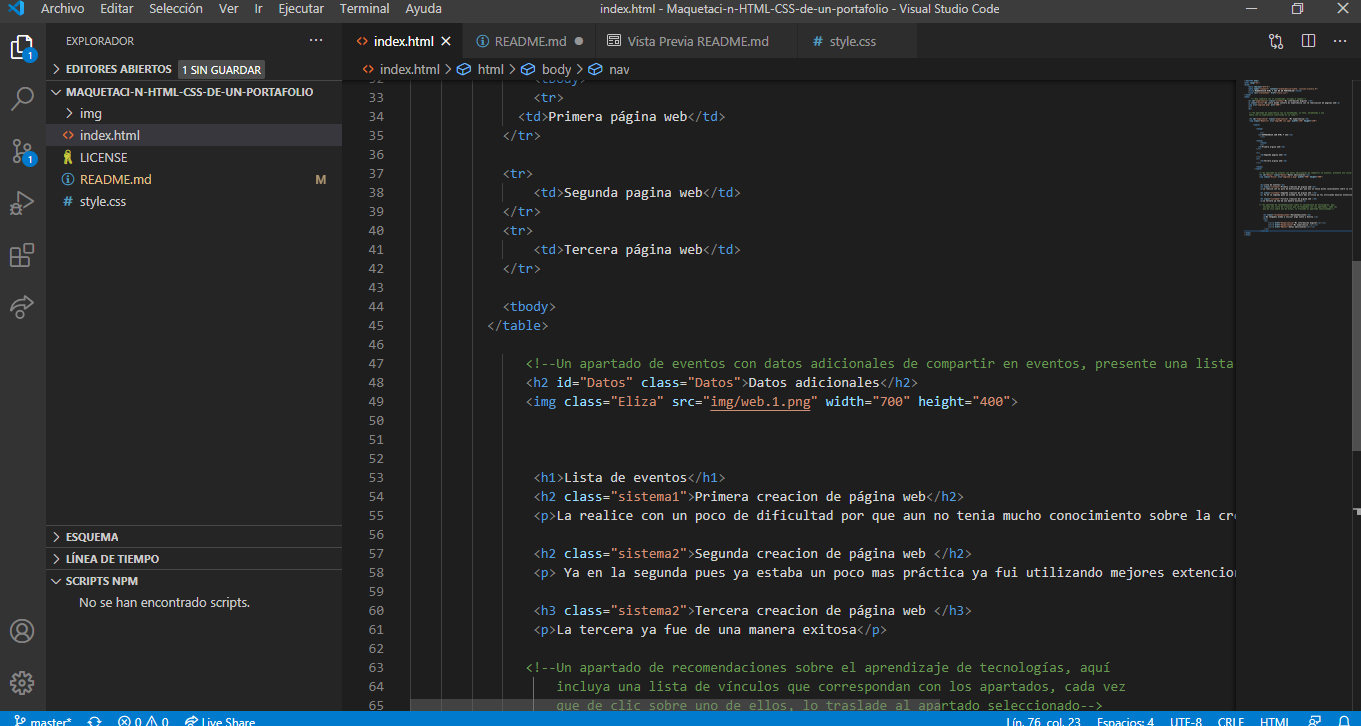 Archivo Editar Selección Ver Ir Ejecutar Terminal Ayuda index.html - Maquetaci-n-HTML-CSS-de-un-portafolio - Visual Studio Code
EXPLORADOR
EDITORES ABIERTOS 1 SIN GUARDAR
MAQUETACI-N-HTML-CSS-DE-UN-PORTAFOLIO
img
<> index.html
LICENSE
README.md M
# style.css
ESQUEMA
LÍNEA DE TIEMPO
SCRIPTS NPM
No se han encontrado scripts.
1
1
<> index.html README.md Vista Previa README.md # style.css
<> index.html > html > body > nav
32 <tbody>
33 <tr>
34 <td>Primera página web</td>
35 </tr>
36
37 <tr>
38 <td>Segunda pagina web</td>
39 </tr>
40 <tr>
41 <td>Tercera página web</td>
42 </tr>
43
44 <tbody>
45 </table>
46
47 <!--Un apartado de eventos con datos adicionales de compartir en eventos, presente una lista
48 <h2 id="Datos" class="Datos">Datos adicionales</h2>
49 <img class="Eliza" src="img/web.1.png" width="700" height="400">
50
51
52
53 <h1>Lista de eventos</h1>
54 <h2 class="sistema1">Primera creacion de página web</h2>
55 <p>La realice con un poco de dificultad por que aun no tenia mucho conocimiento sobre la cr
56
57 <h2 class="sistema2">Segunda creacion de página web </h2>
58 <p> Ya en la segunda pues ya estaba un poco mas práctica ya fui utilizando mejores extencio
59
60 <h3 class="sistema2">Tercera creacion de página web </h3>
61 <p>La tercera ya fue de una manera exitosa</p>
62
63 <!--Un apartado de recomendaciones sobre el aprendizaje de tecnologías, aquí
64 incluya una lista de vínculos que correspondan con los apartados, cada vez
65 que de clic sobre uno de ellos, lo traslade al apartado seleccionado-->
master* 0 0 Live Share Lín. 76, col. 23 Espacios: 4 UTF-8 CRLF HTML